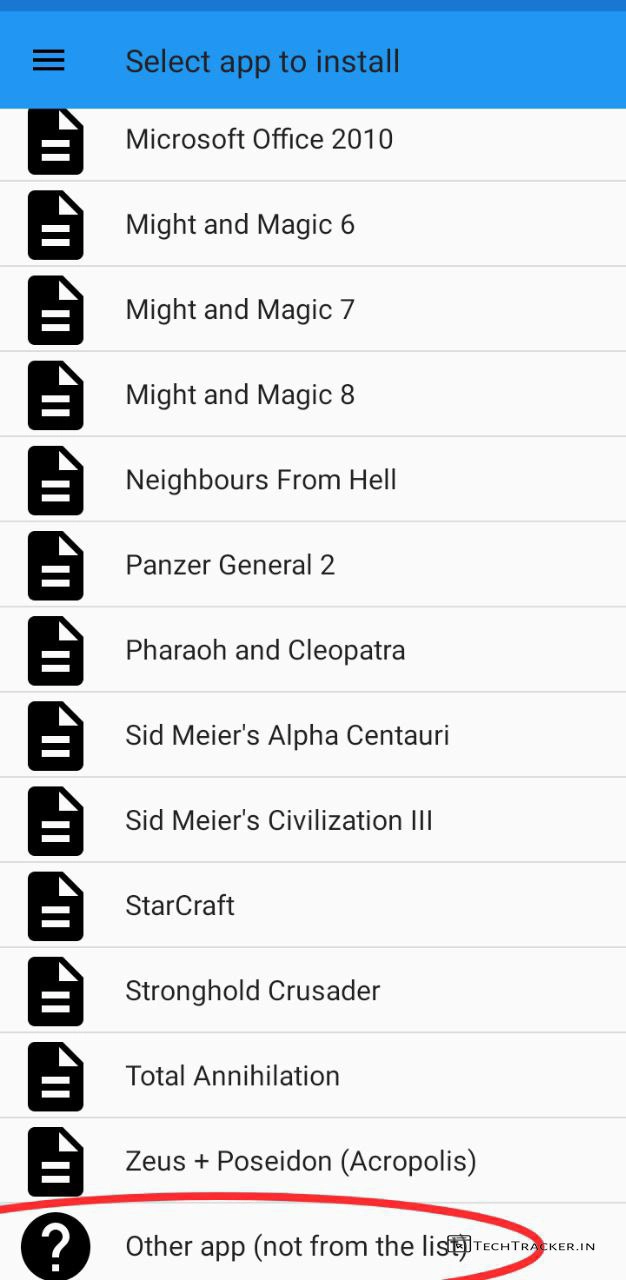 Select app to install
Microsoft Office 2010
Might and Magic 6
Might and Magic 7
Might and Magic 8
Neighbours From Hell
Panzer General 2
Pharaoh and Cleopatra
Sid Meier's Alpha Centauri
Sid Meier's Civilization III
StarCraft
Stronghold Crusader
Total Annihilation
Zeus + Poseidon (Acropolis)
Other app (not from the list) TECHTRACKER.IN